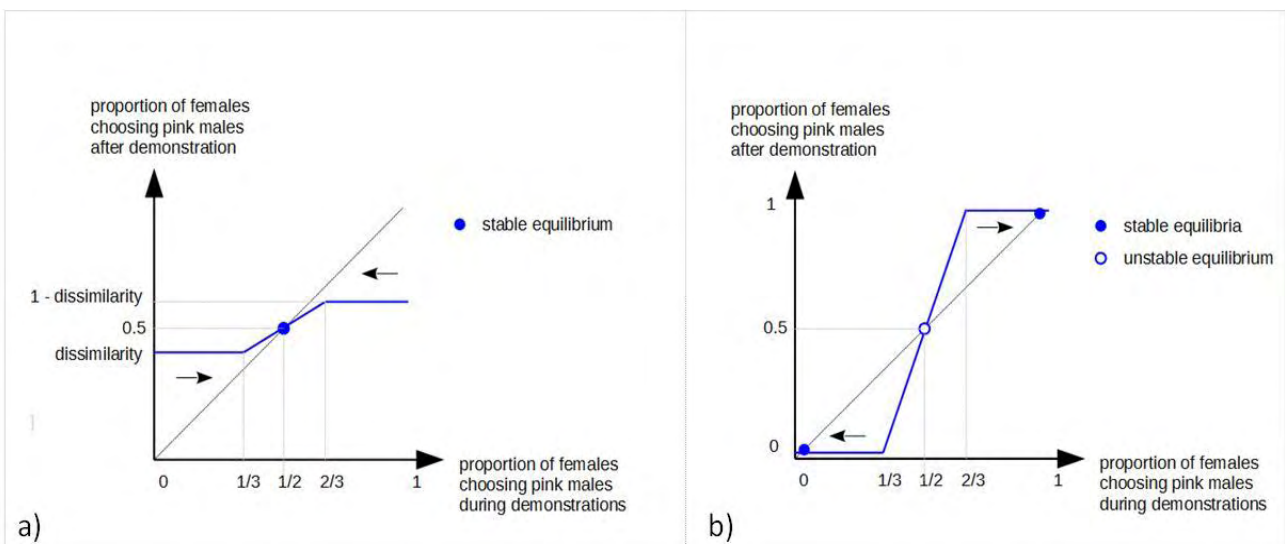 proportion of females
choosing pink males
after demonstration
stable equilibrium
1 - dissimilarity
0.5
dissimilarity
0
1/3
1/2
2/3
1
proportion of females
choosing pink males
during demonstrations
a)
proportion of females
choosing pink males
after demonstration
1
stable equilibria
unstable equilibrium
0.5
0
0
1/3
1/2
2/3
1
proportion of females
choosing pink males
during demonstrations
b)